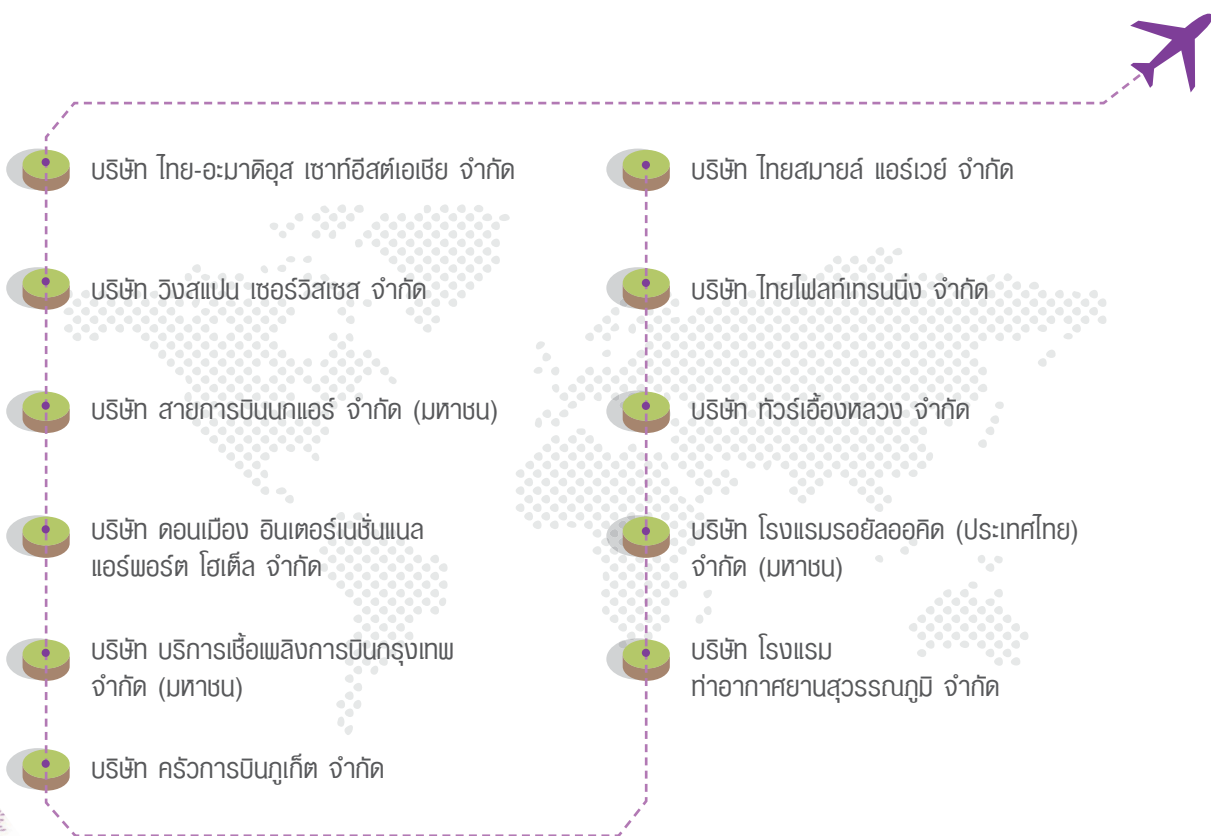 บริษัท ไทย-อะมาดิอุส เซาท์อีสต์เอเชีย จำกัด
บริษัท วิงสแปน เซอร์วิสเซส จำกัด
บริษัท สายการบินนกแอร์ จำกัด (มหาชน)
บริษัท ดอนเมือง อินเตอร์เนชั่นแนล
แอร์พอร์ต โฮเต็ล จำกัด
บริษัท บริการเชื้อเพลิงการบินกรุงเทพ
จำกัด (มหาชน)
บริษัท ครัวการบินภูเก็ต จำกัด
บริษัท ไทยสมายล์ แอร์เวย์ จำกัด
บริษัท ไทยไฟลท์เทรนนิ่ง จำกัด
บริษัท ทัวร์เอื้องหลวง จำกัด
บริษัท โรงแรมรอยัลออคิด (ประเทศไทย)
จำกัด (มหาชน)
บริษัท โรงแรม
ท่าอากาศยานสุวรรณภูมิ จำกัด